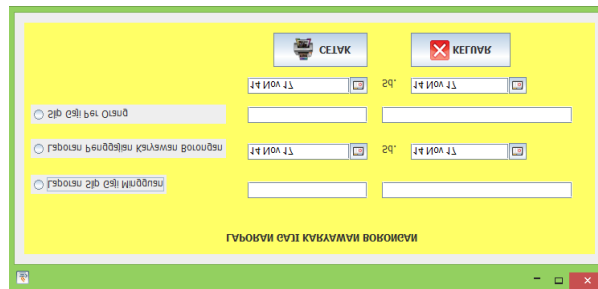 LAPORAN GAJI KARYAWAN BORONGAN
Laporan Slip Gaji Mingguan
Laporan Penggajian Karyawan Borongan 14 Nov 17 Sd. 14 Nov 17
Slip Gaji Per Orang
14 Nov 17 Sd. 14 Nov 17
CETAK KELUAR